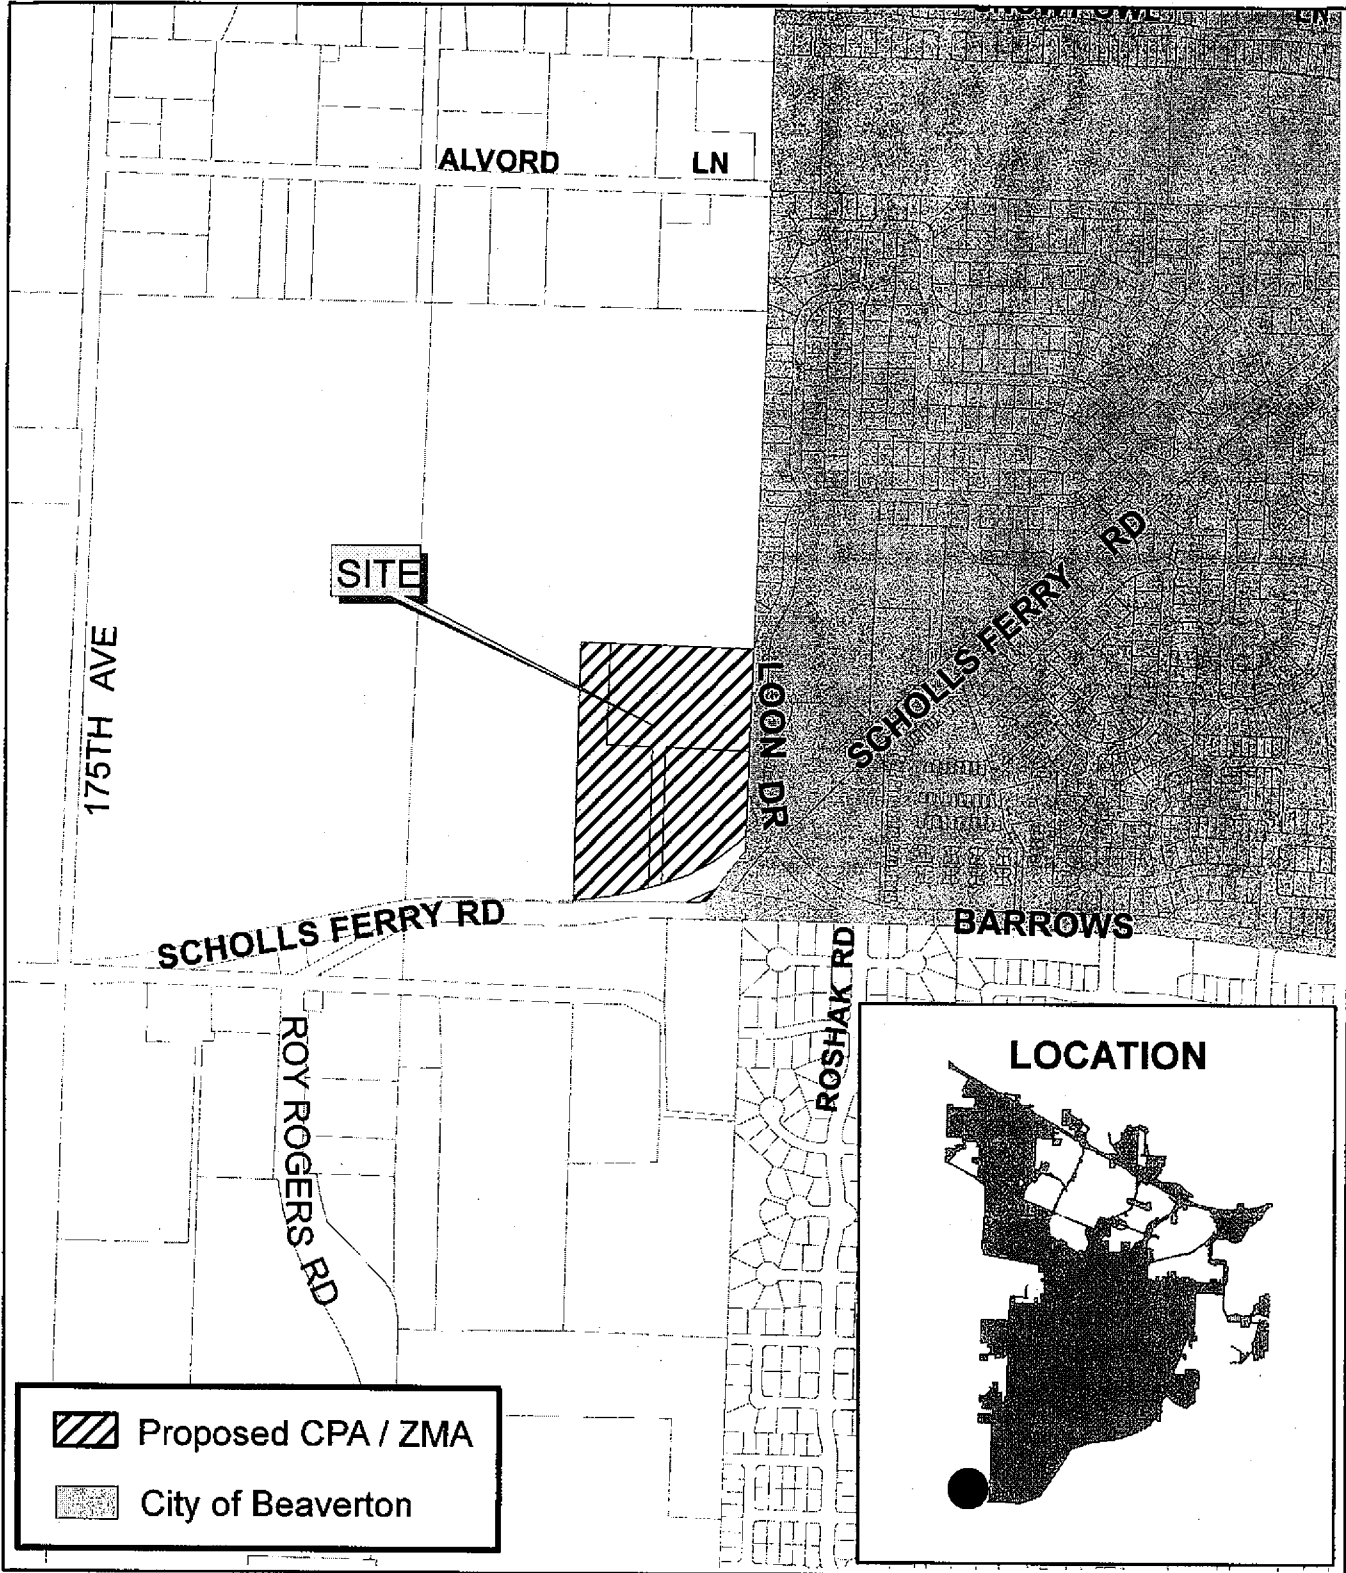 LN
ALVORD LN
SITE
175TH AVE
LOON DR
SCHOLLS FERRY RD
SCHOLLS FERRY RD
BARROWS
ROSHAK RD
ROY ROGERS RD
LOCATION
Proposed CPA / ZMA
City of Beaverton